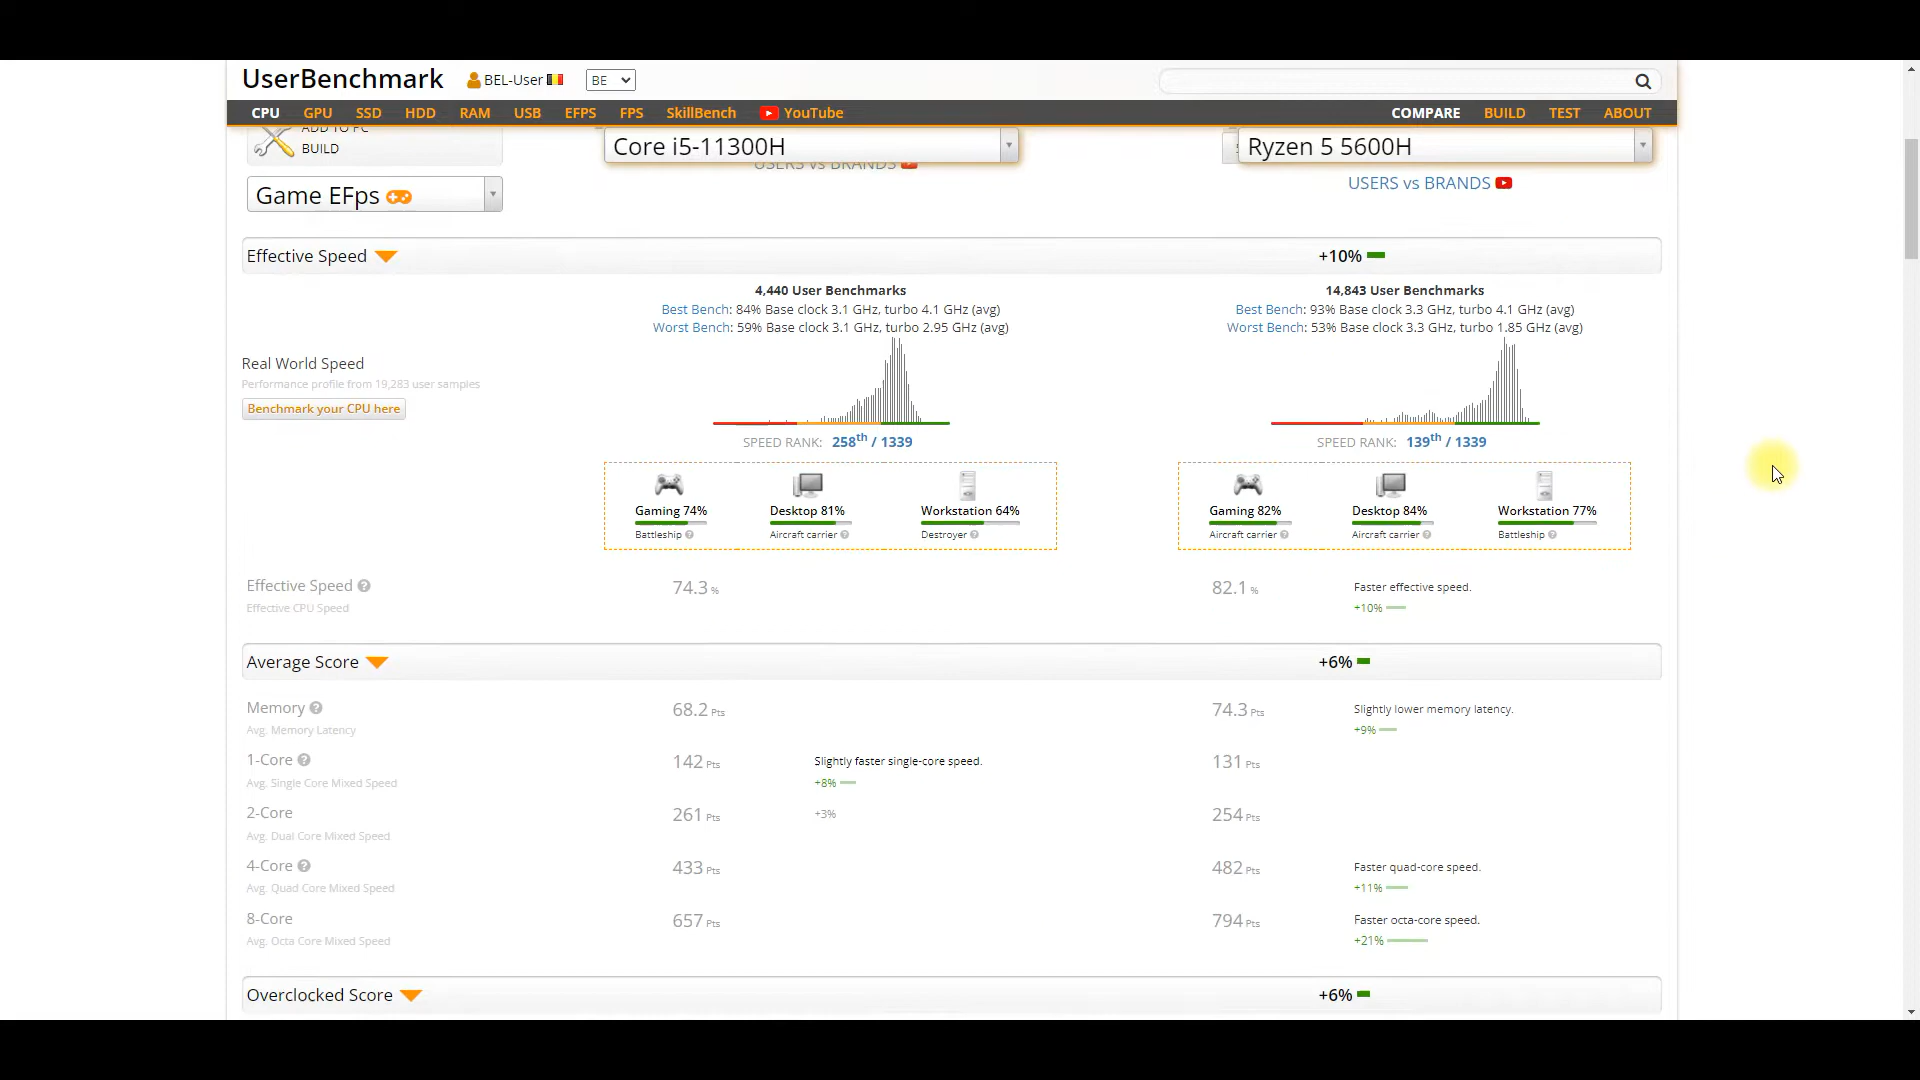 UserBenchmark BEL-User BE
CPU GPU SSD HDD RAM USB EFPS FPS SkillBench YouTube COMPARE BUILD TEST ABOUT
ADD TO PC
BUILD
Core i5-11300H Ryzen 5 5600H
USERS vs BRANDS
USERS vs BRANDS
Game EFps
Effective Speed +10%
4,440 User Benchmarks 14,843 User Benchmarks
Best Bench: 84% Base clock 3.1 GHz, turbo 4.1 GHz (avg) Best Bench: 93% Base clock 3.3 GHz, turbo 4.1 GHz (avg)
Worst Bench: 59% Base clock 3.1 GHz, turbo 2.95 GHz (avg) Worst Bench: 53% Base clock 3.3 GHz, turbo 1.85 GHz (avg)
Real World Speed
Performance profile from 19,283 user samples
Benchmark your CPU here
SPEED RANK: 258th / 1339 SPEED RANK: 139th / 1339
Gaming 74% Desktop 81% Workstation 64% Gaming 82% Desktop 84% Workstation 77%
Battleship ? Aircraft carrier ? Destroyer ? Aircraft carrier ? Aircraft carrier ? Battleship ?
Effective Speed ? 74.3 % 82.1 % Faster effective speed.
Effective CPU Speed +10%
Average Score +6%
Memory ? 68.2 Pts 74.3 Pts Slightly lower memory latency.
Avg. Memory Latency +9%
1-Core ? 142 Pts Slightly faster single-core speed. 131 Pts
Avg. Single Core Mixed Speed +8%
2-Core 261 Pts +3% 254 Pts
Avg. Dual Core Mixed Speed
4-Core ? 433 Pts 482 Pts Faster quad-core speed.
Avg. Quad Core Mixed Speed +11%
8-Core 657 Pts 794 Pts Faster octa-core speed.
Avg. Octa Core Mixed Speed +21%
Overclocked Score +6%